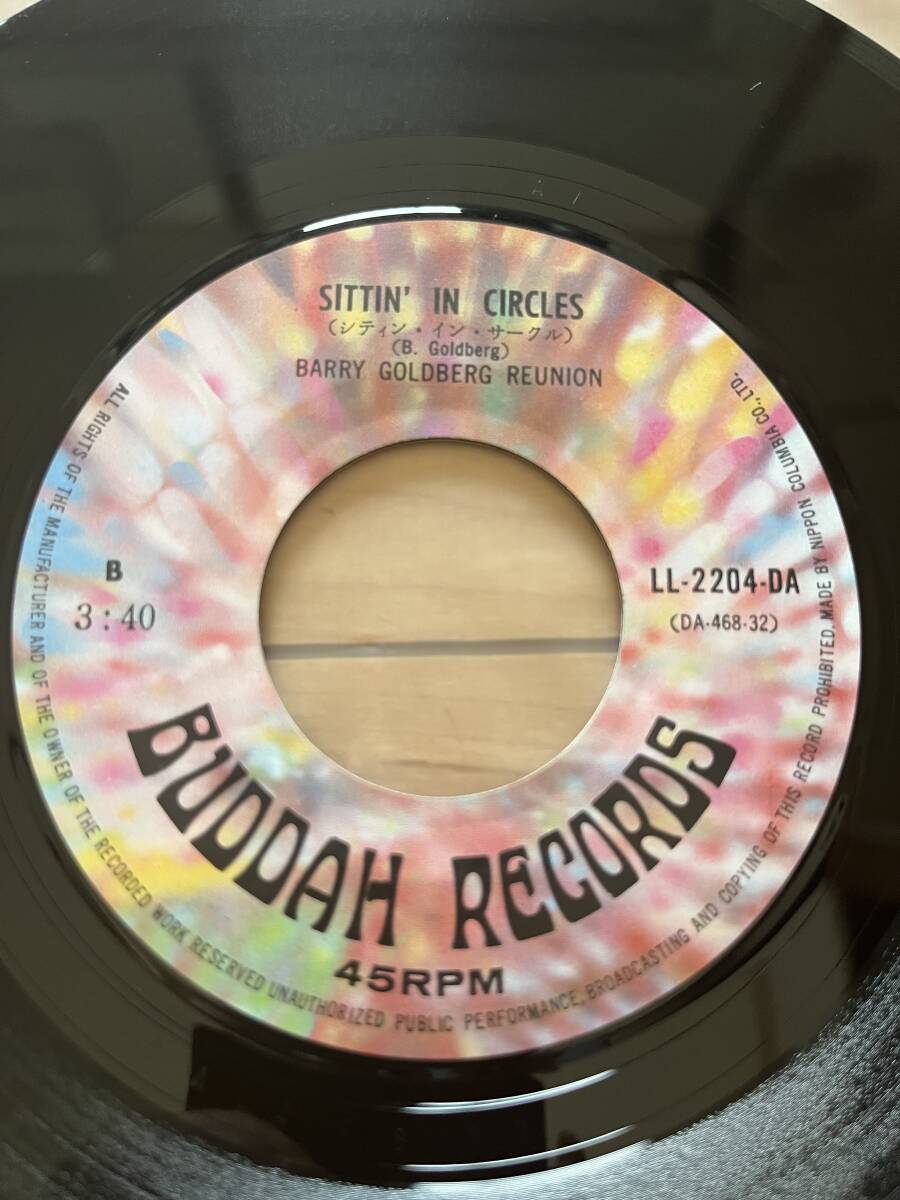 SITTIN' IN CIRCLES
(シティン・イン・サークル)
(B. Goldberg)
BARRY GOLDBERG REUNION
B
3:40
LL-2204-DA
(DA-468-32)
BUDDAH RECORDS
45RPM
ALL RIGHTS OF THE MANUFACTURER AND OF THE OWNER OF THE RECORDED WORK RESERVED UNAUTHORIZED PUBLIC PERFORMANCE, BROADCASTING AND COPYING OF THIS RECORD PROHIBITED. MADE BY NIPPON COLUMBIA CO., LTD.